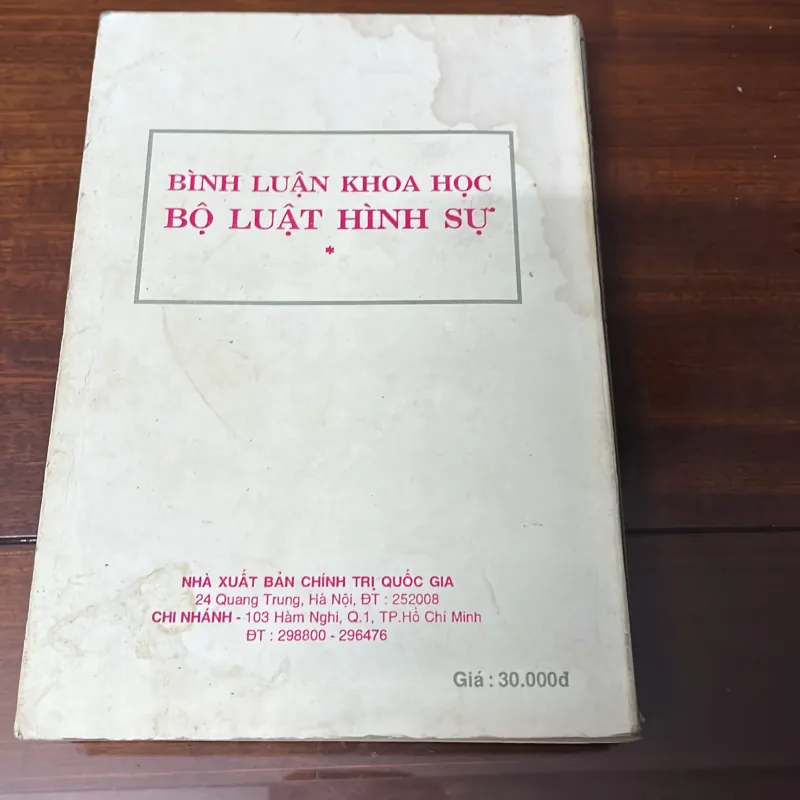 BÌNH LUẬN KHOA HỌC
BỘ LUẬT HÌNH SỰ
*
NHÀ XUẤT BẢN CHÍNH TRỊ QUỐC GIA
24 Quang Trung, Hà Nội, ĐT : 252008
CHI NHÁNH - 103 Hàm Nghi, Q.1, TP.Hồ Chí Minh
ĐT : 298800 - 296476
Giá : 30.000đ